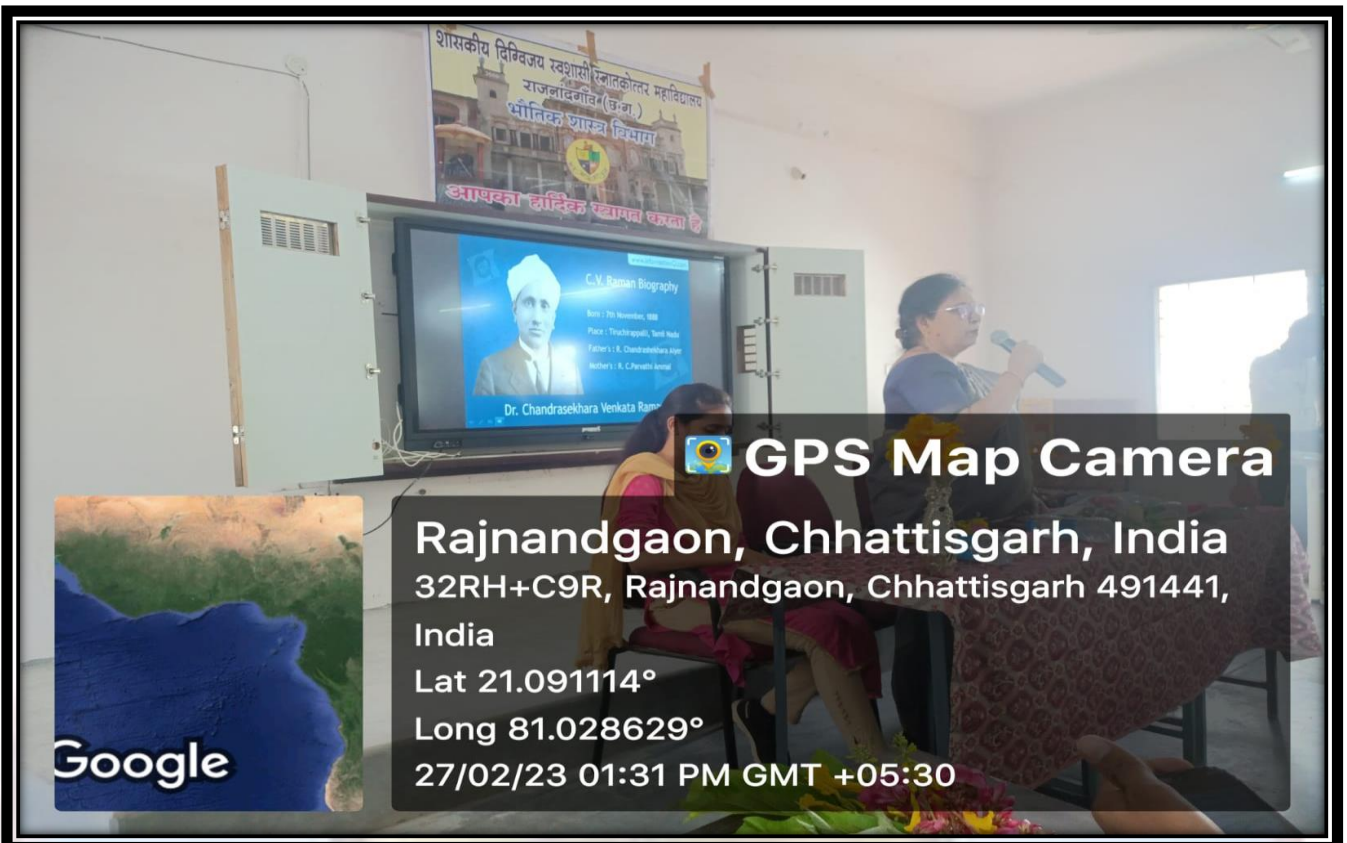 शासकीय दिग्विजय स्वशासी स्नातकोत्तर महाविद्यालय
राजनांदगाँव (छ.ग.)
भौतिक शास्त्र विभाग
आपका हार्दिक स्वागत करता है
C.V. Raman Biography
Born : 7th November, 1888
Place : Tiruchirappalli, Tamil Nadu
Father's : R. Chandrashekhara Aiyer
Mother's : R. C.Parvathi Ammal
Dr. Chandrasekhara Venkata
GPS Map Camera
Rajnandgaon, Chhattisgarh, India
32RH+C9R, Rajnandgaon, Chhattisgarh 491441,
India
Lat 21.091114°
Long 81.028629°
27/02/23 01:31 PM GMT +05:30
Google